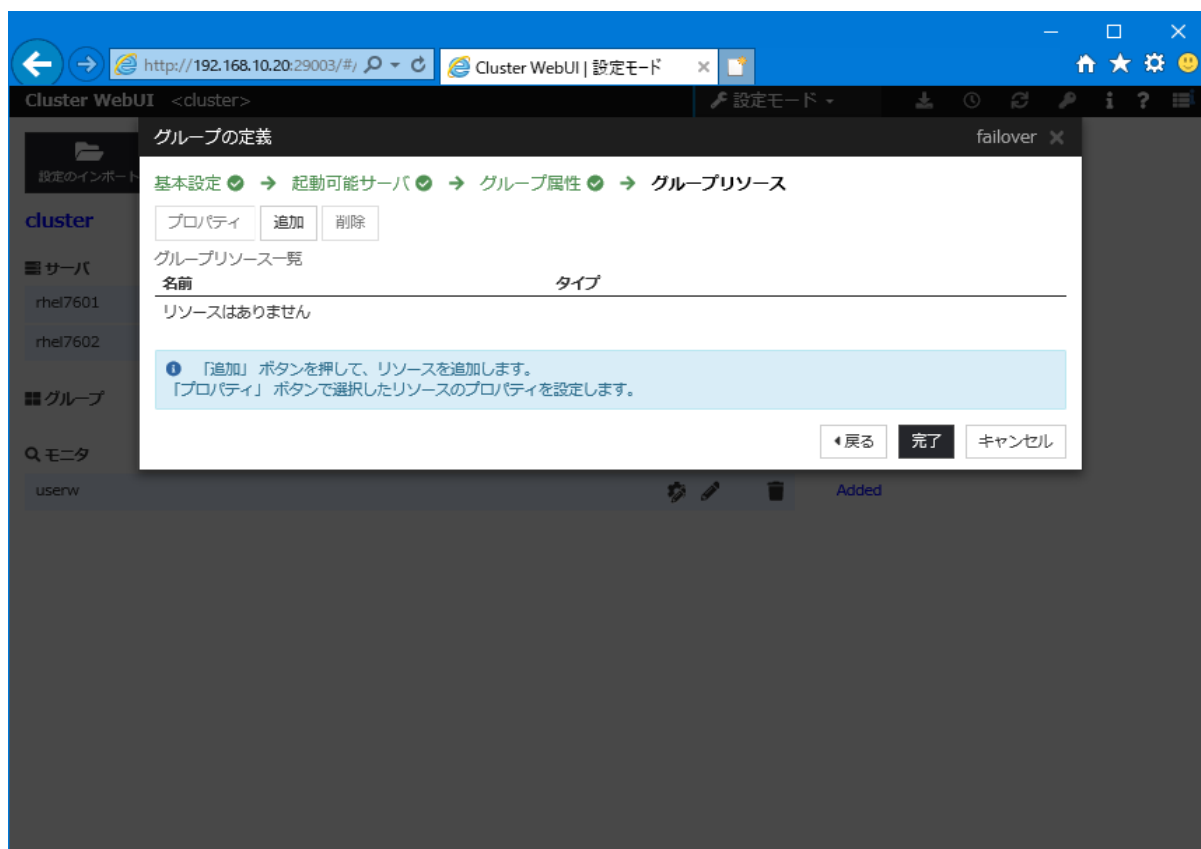 http://192.168.10.20:29003/#/
Cluster WebUI | 設定モード
Cluster WebUI <cluster>
設定モード
設定のインポート
グループの定義
failover
基本設定 → 起動可能サーバ → グループ属性 → グループリソース
プロパティ 追加 削除
グループリソース一覧
名前 タイプ
リソースはありません
「追加」ボタンを押して、リソースを追加します。
「プロパティ」ボタンで選択したリソースのプロパティを設定します。
戻る 完了 キャンセル
cluster
サーバ
rhel7601
rhel7602
グループ
モニタ
userw Added